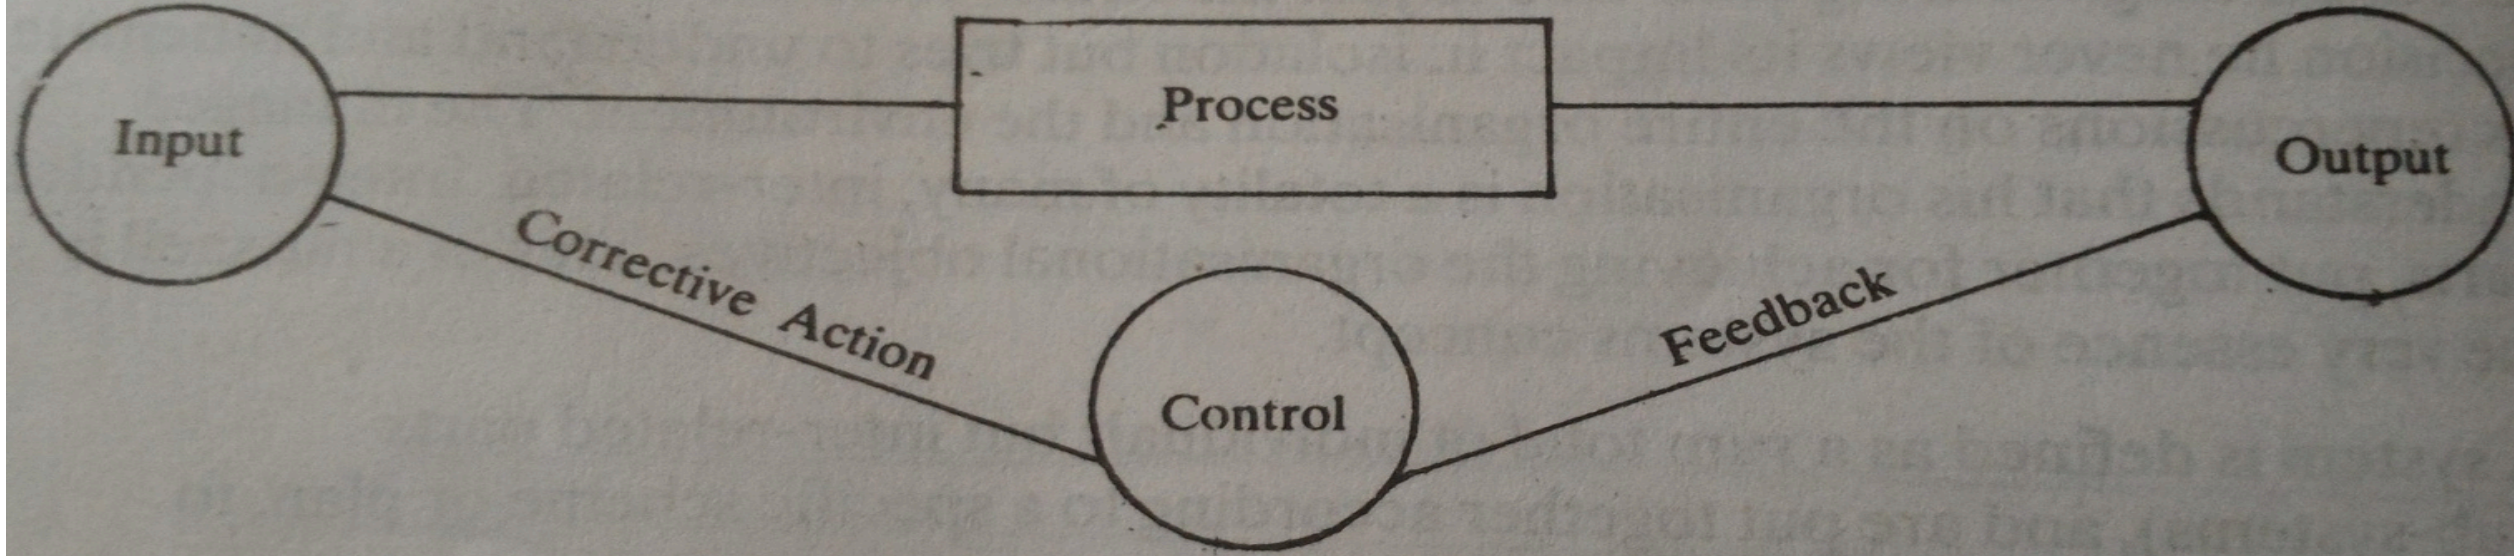 Input
Process
Output
Corrective Action
Feedback
Control